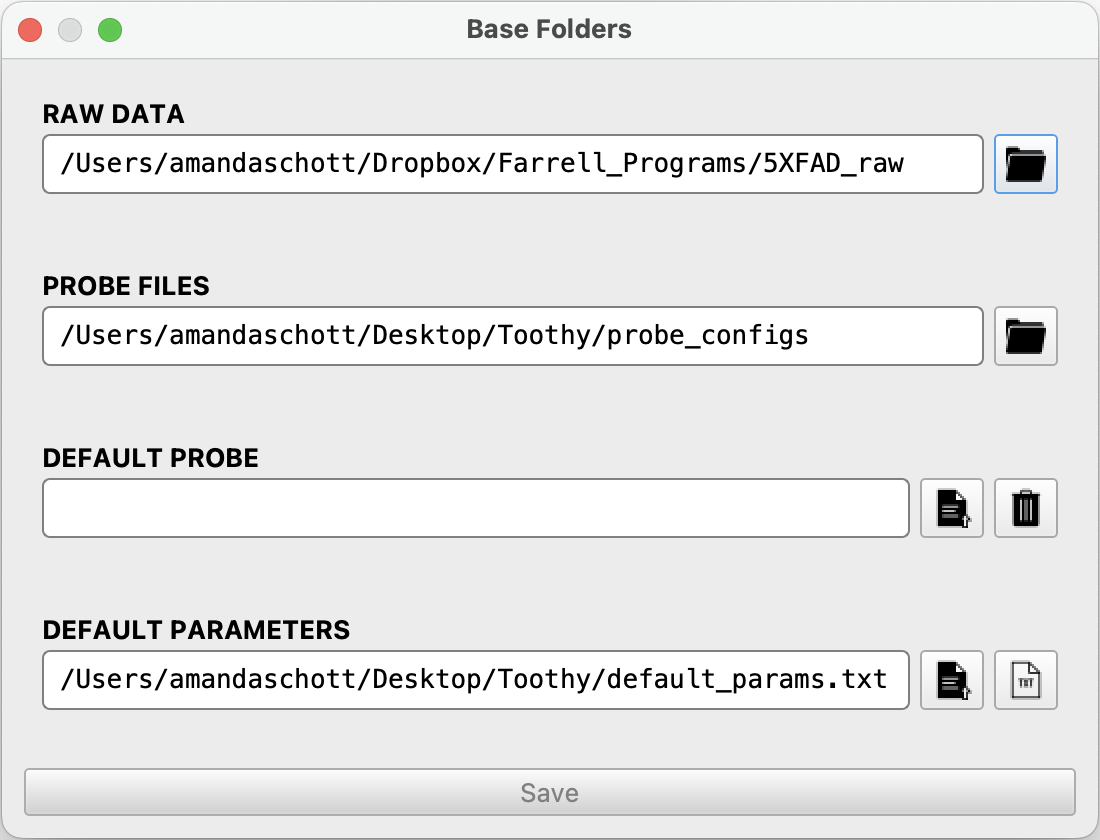 Base Folders
RAW DATA
/Users/amandaschott/Dropbox/Farrell_Programs/5XFAD_raw
PROBE FILES
/Users/amandaschott/Desktop/Toothy/probe_configs
DEFAULT PROBE
DEFAULT PARAMETERS
/Users/amandaschott/Desktop/Toothy/default_params.txt
TXT
Save